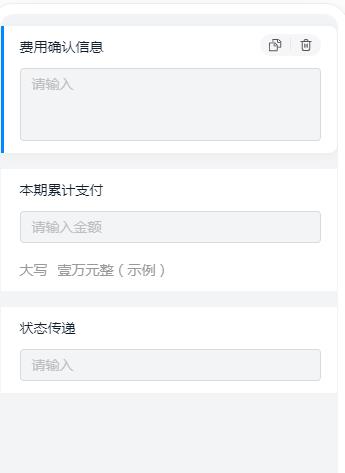 费用确认信息
请输入
本期累计支付
请输入金额
大写 壹万元整（示例）
状态传递
请输入